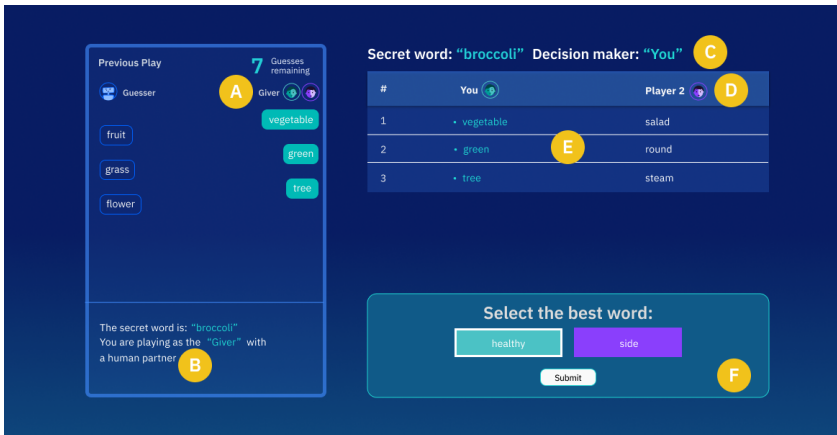 Previous Play
7 Guesses remaining
Guesser
A
Giver
vegetable
fruit
green
grass
tree
flower
The secret word is: “broccoli”
You are playing as the “Giver” with
a human partner
B
Secret word: “broccoli” Decision maker: “You”
C
# You Player 2
D
1 • vegetable salad
2 • green round
E
3 • tree steam
Select the best word:
healthy side
Submit
F